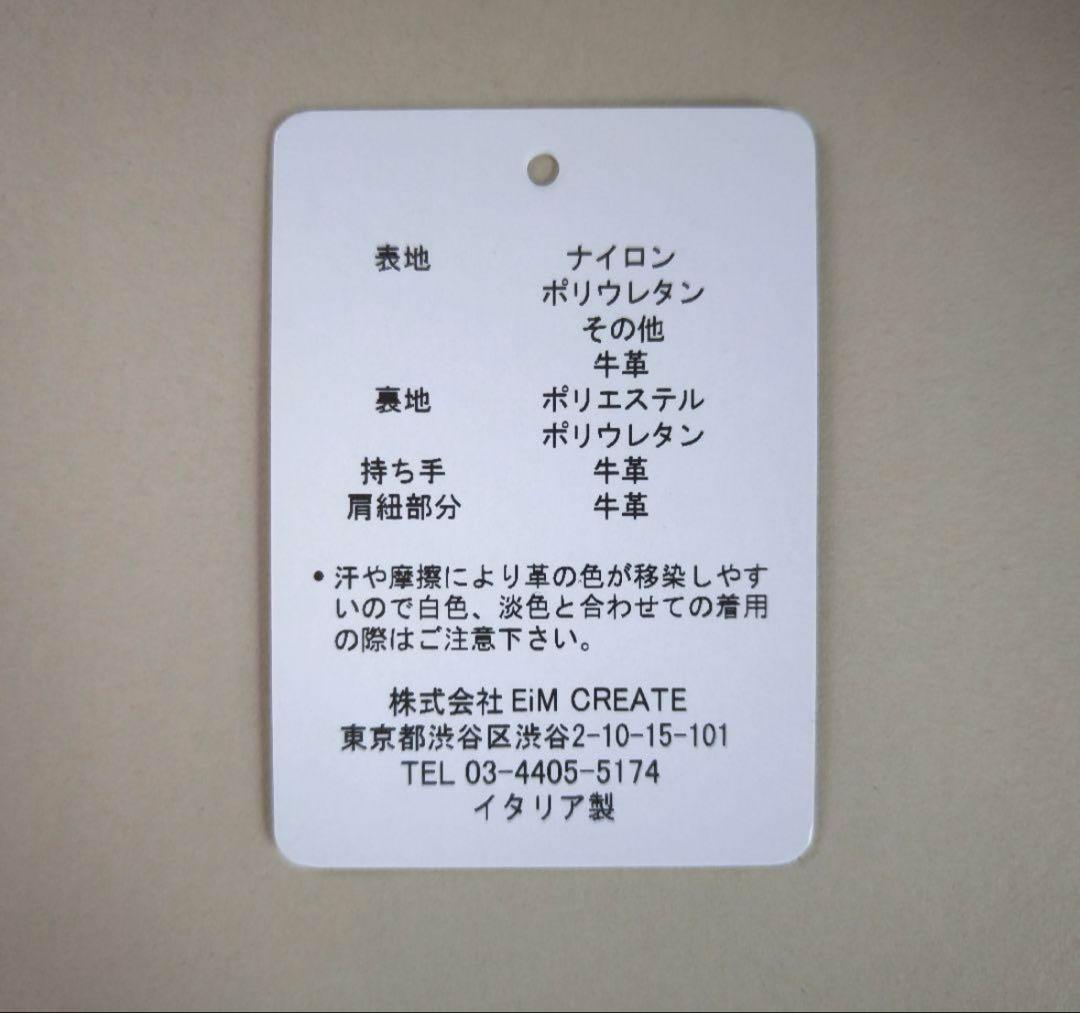 表地 ナイロン
ポリウレタン
その他
牛革
裏地 ポリエステル
ポリウレタン
持ち手 牛革
肩紐部分 牛革
• 汗や摩擦により革の色が移染しやす
いので白色、淡色と合わせての着用
の際はご注意下さい。
株式会社 EiM CREATE
東京都渋谷区渋谷2-10-15-101
TEL 03-4405-5174
イタリア製